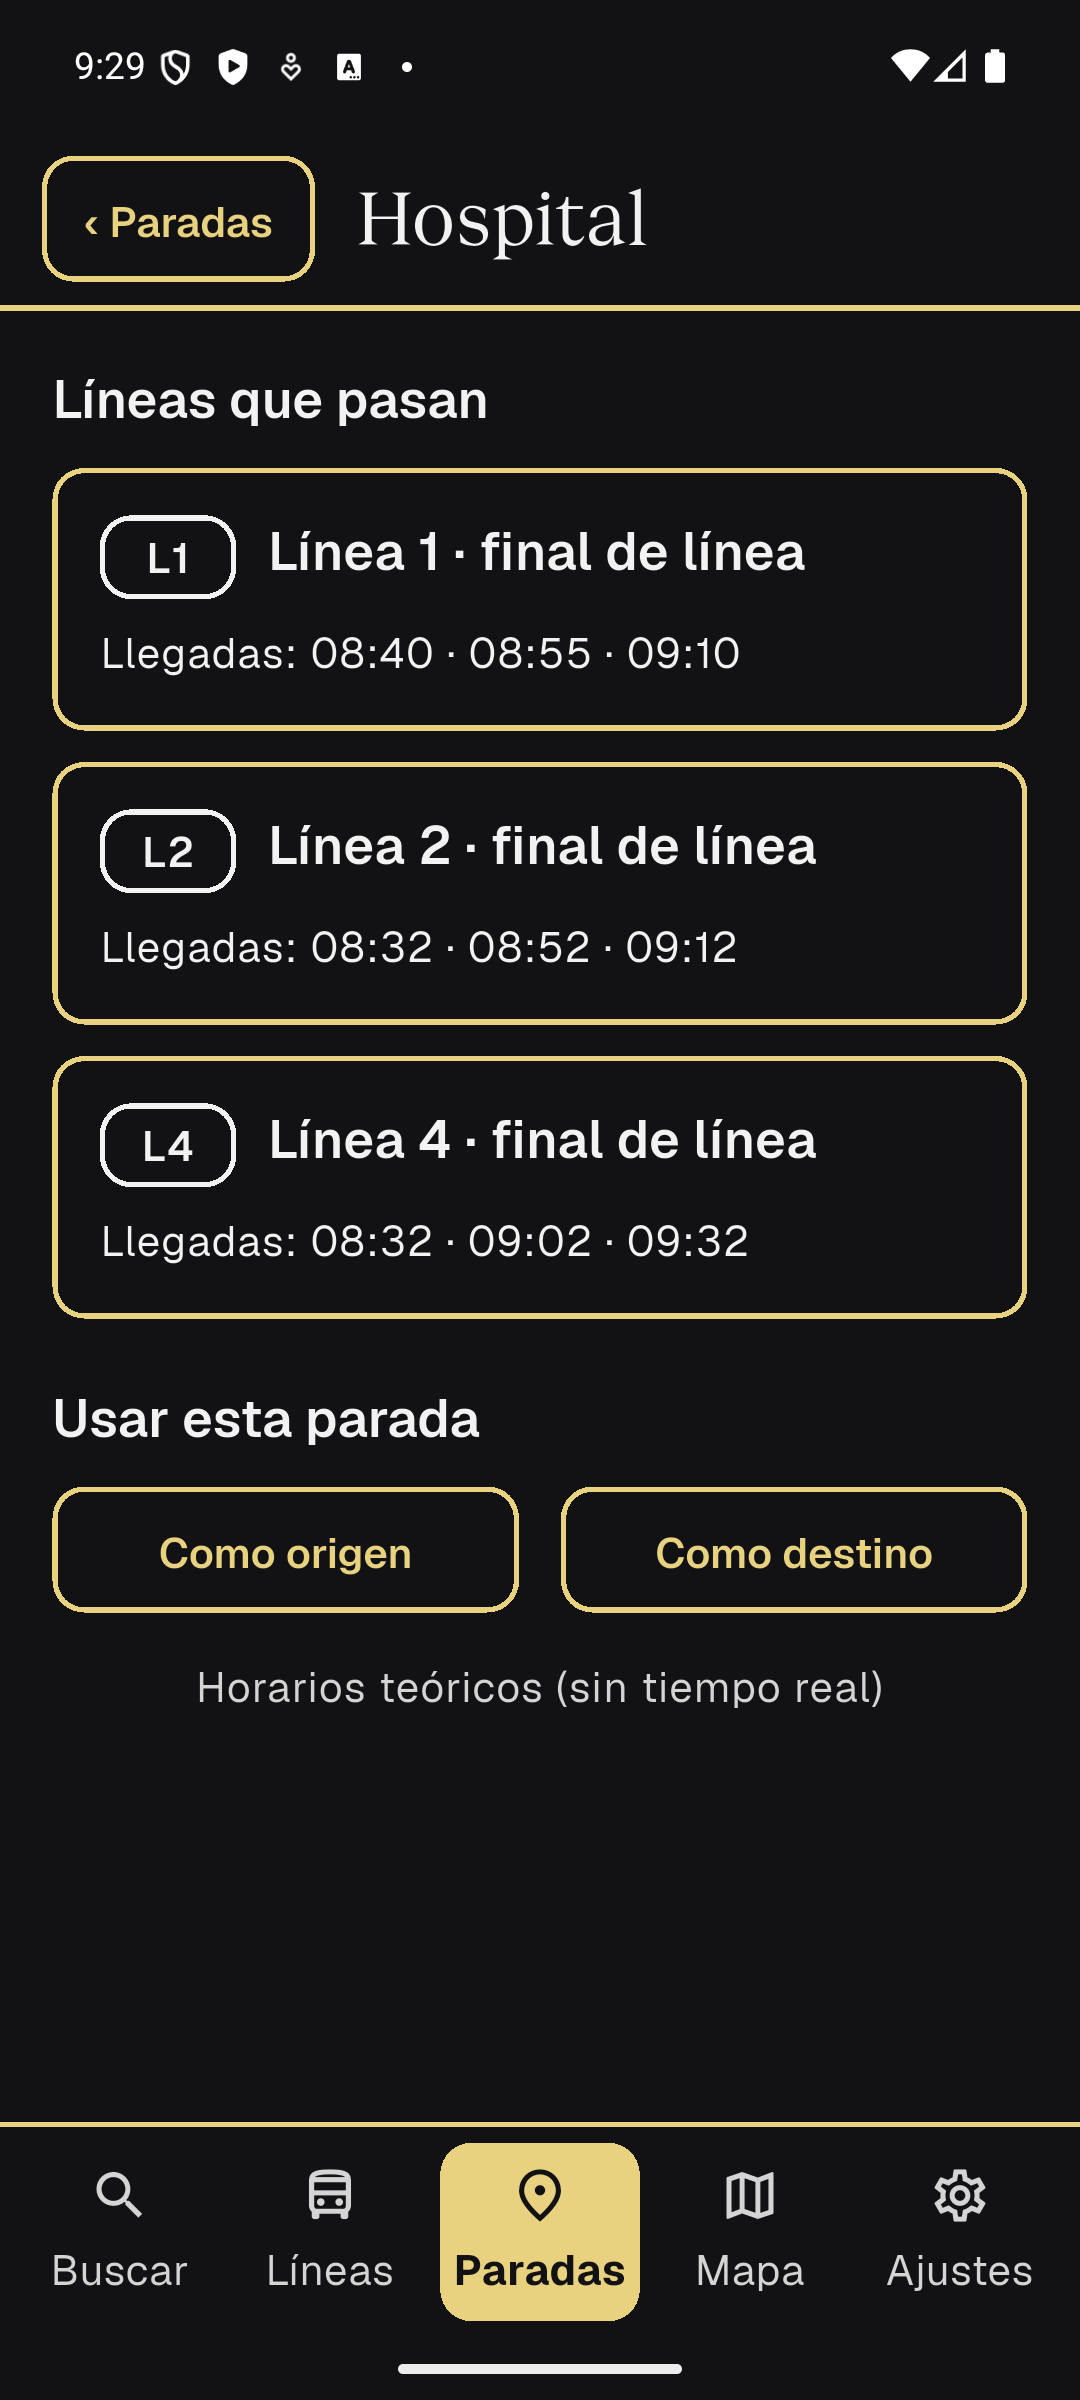 9:29
‹ Paradas
Hospital
Líneas que pasan
L1 Línea 1 · final de línea
Llegadas: 08:40 · 08:55 · 09:10
L2 Línea 2 · final de línea
Llegadas: 08:32 · 08:52 · 09:12
L4 Línea 4 · final de línea
Llegadas: 08:32 · 09:02 · 09:32
Usar esta parada
Como origen Como destino
Horarios teóricos (sin tiempo real)
Buscar Líneas Paradas Mapa Ajustes